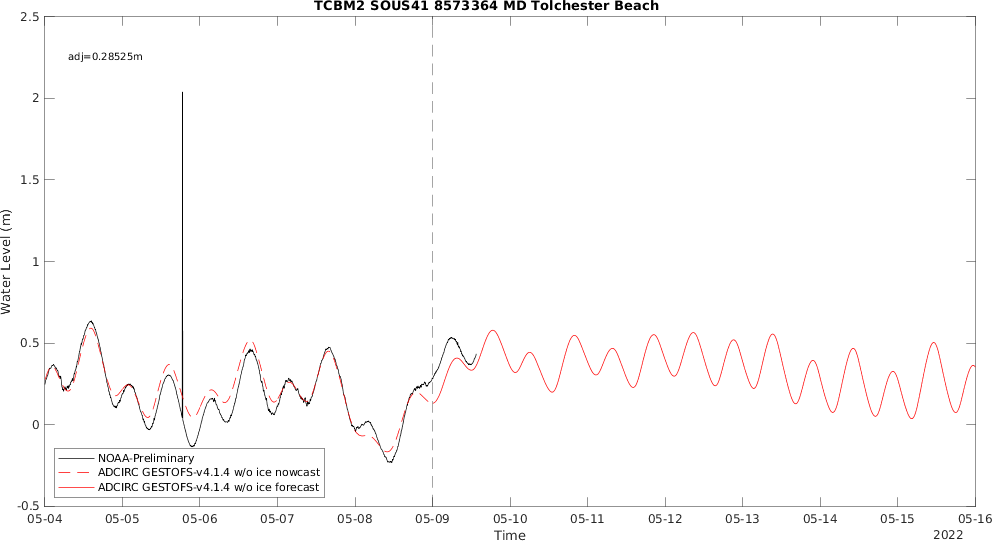 TCBM2 SOUS41 8573364 MD Tolchester Beach
adj=0.28525m
2.5
2
1.5
1
0.5
0
-0.5
Water Level (m)
NOAA-Preliminary
ADCIRC GESTOFS-v4.1.4 w/o ice nowcast
ADCIRC GESTOFS-v4.1.4 w/o ice forecast
05-04 05-05 05-06 05-07 05-08 05-09 05-10 05-11 05-12 05-13 05-14 05-15 05-16
Time
2022